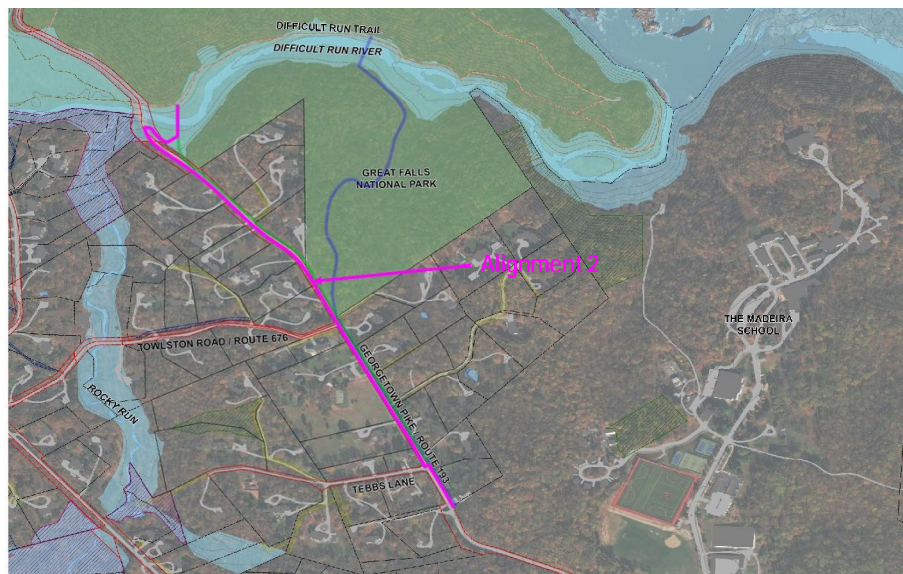 DIFFICULT RUN TRAIL
DIFFICULT RUN RIVER
GREAT FALLS
NATIONAL PARK
Alignment 2
THE MADEIRA
SCHOOL
TOWLSTON ROAD / ROUTE 676
GEORGETOWN PIKE / ROUTE 193
ROCKY RUN
TEBBS LANE